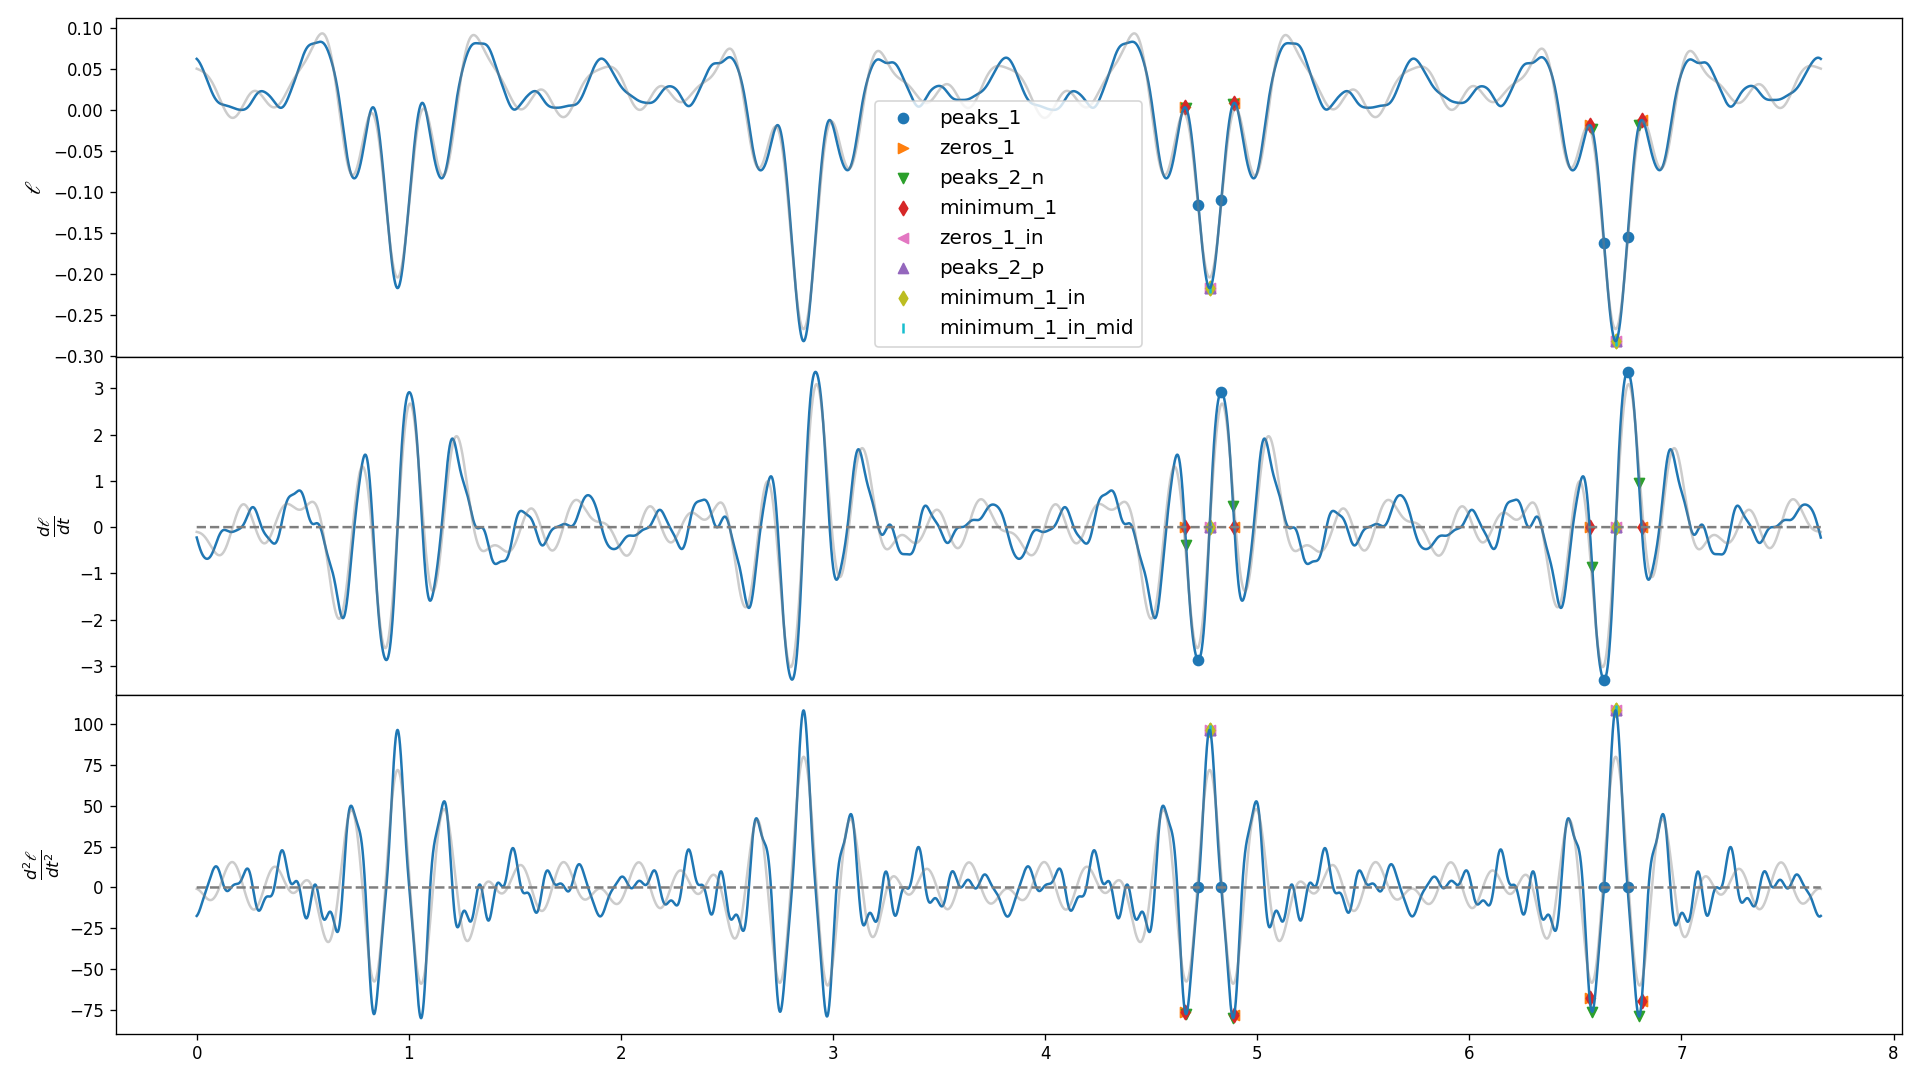 0.10
0.05
0.00
−0.05
−0.10
−0.15
−0.20
−0.25
−0.30
ℓ
peaks_1
zeros_1
peaks_2_n
minimum_1
zeros_1_in
peaks_2_p
minimum_1_in
minimum_1_in_mid
3
2
1
0
−1
−2
−3
dℓ
dt
100
75
50
25
0
−25
−50
−75
d²ℓ
dt²
0 1 2 3 4 5 6 7 8